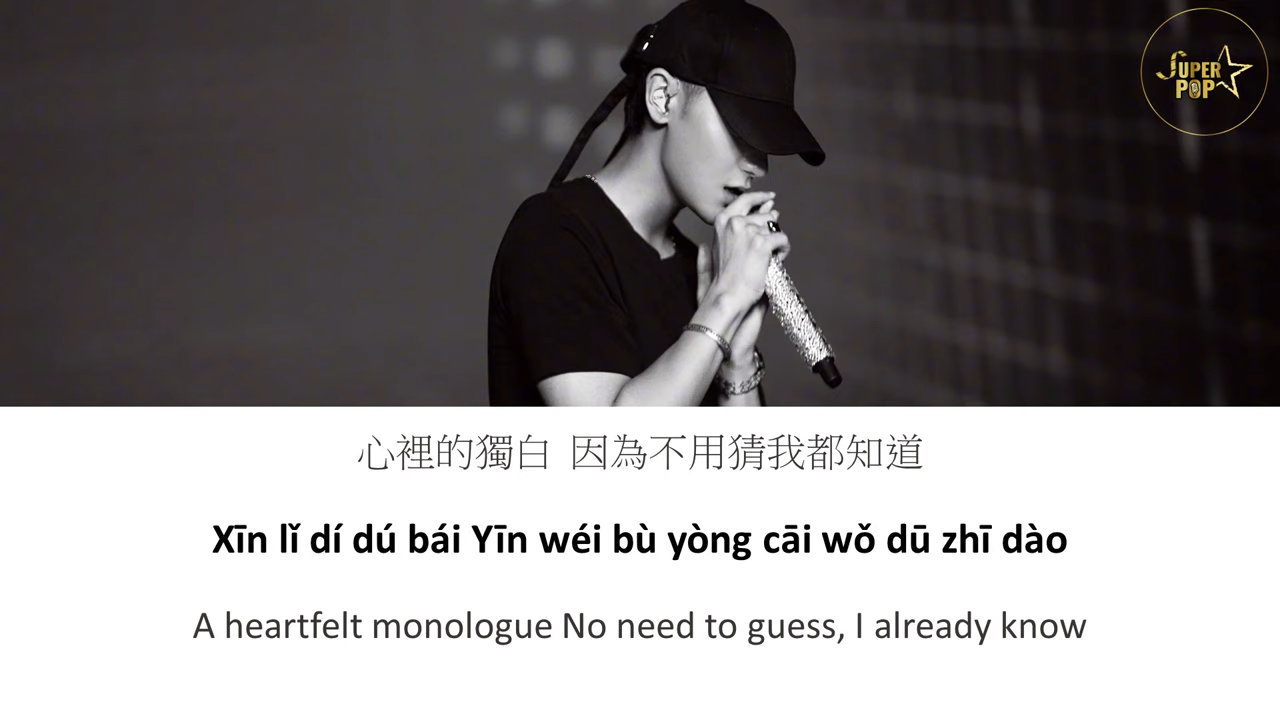 SUPER
POP
心裡的獨白 因為不用猜我都知道
Xīn lǐ dí dú bái Yīn wéi bù yòng cāi wǒ dū zhī dào
A heartfelt monologue No need to guess, I already know